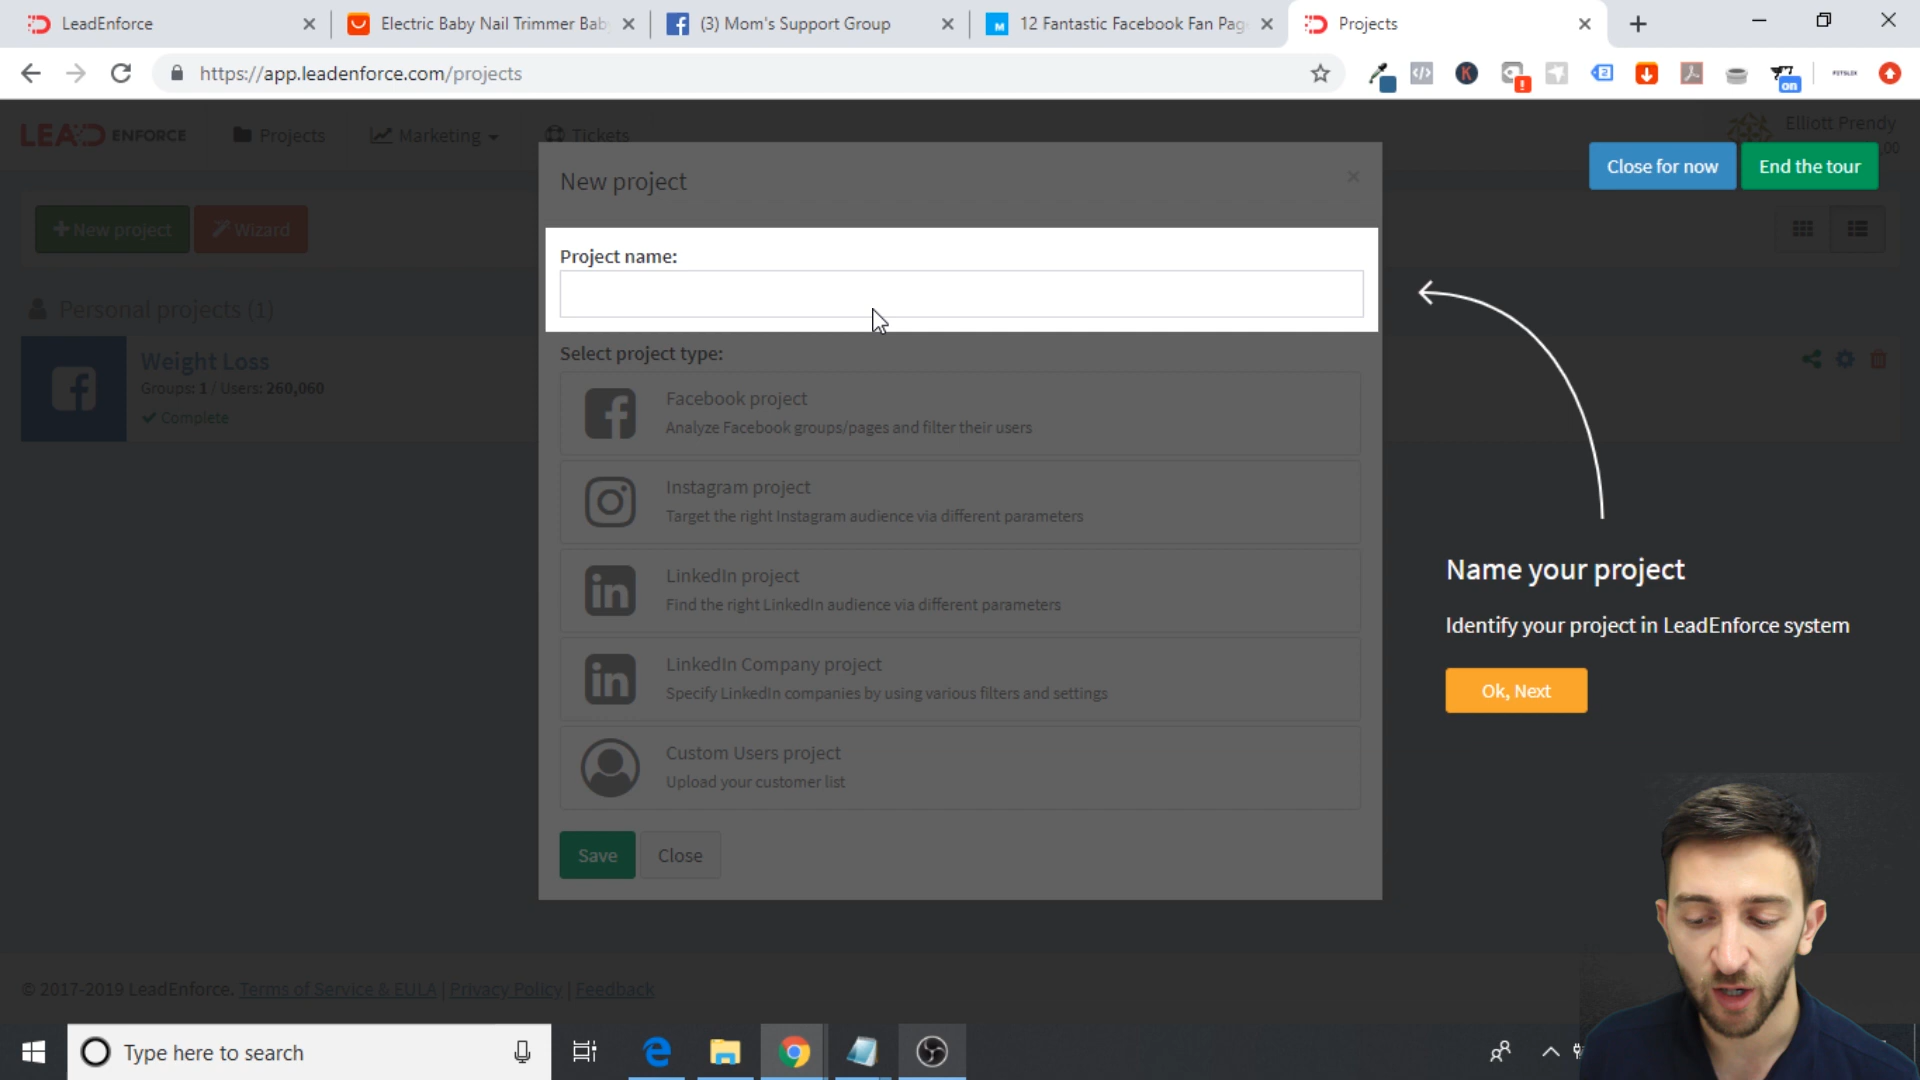 LeadEnforce
Electric Baby Nail Trimmer Bab
(3) Mom's Support Group
12 Fantastic Facebook Fan Pag
Projects
https://app.leadenforce.com/projects
LEAD ENFORCE
Projects
Marketing
Tickets
Elliott Prendy
Close for now
End the tour
New project
Wizard
New project
Project name:
Personal projects (1)
Weight Loss
Groups: 1 / Users: 260,060
Complete
Select project type:
Facebook project
Analyze Facebook groups/pages and filter their users
Instagram project
Target the right Instagram audience via different parameters
LinkedIn project
Find the right LinkedIn audience via different parameters
LinkedIn Company project
Specify LinkedIn companies by using various filters and settings
Custom Users project
Upload your customer list
Save
Close
Name your project
Identify your project in LeadEnforce system
Ok, Next
© 2017-2019 LeadEnforce. Terms of Service & EULA | Privacy Policy | Feedback
Type here to search